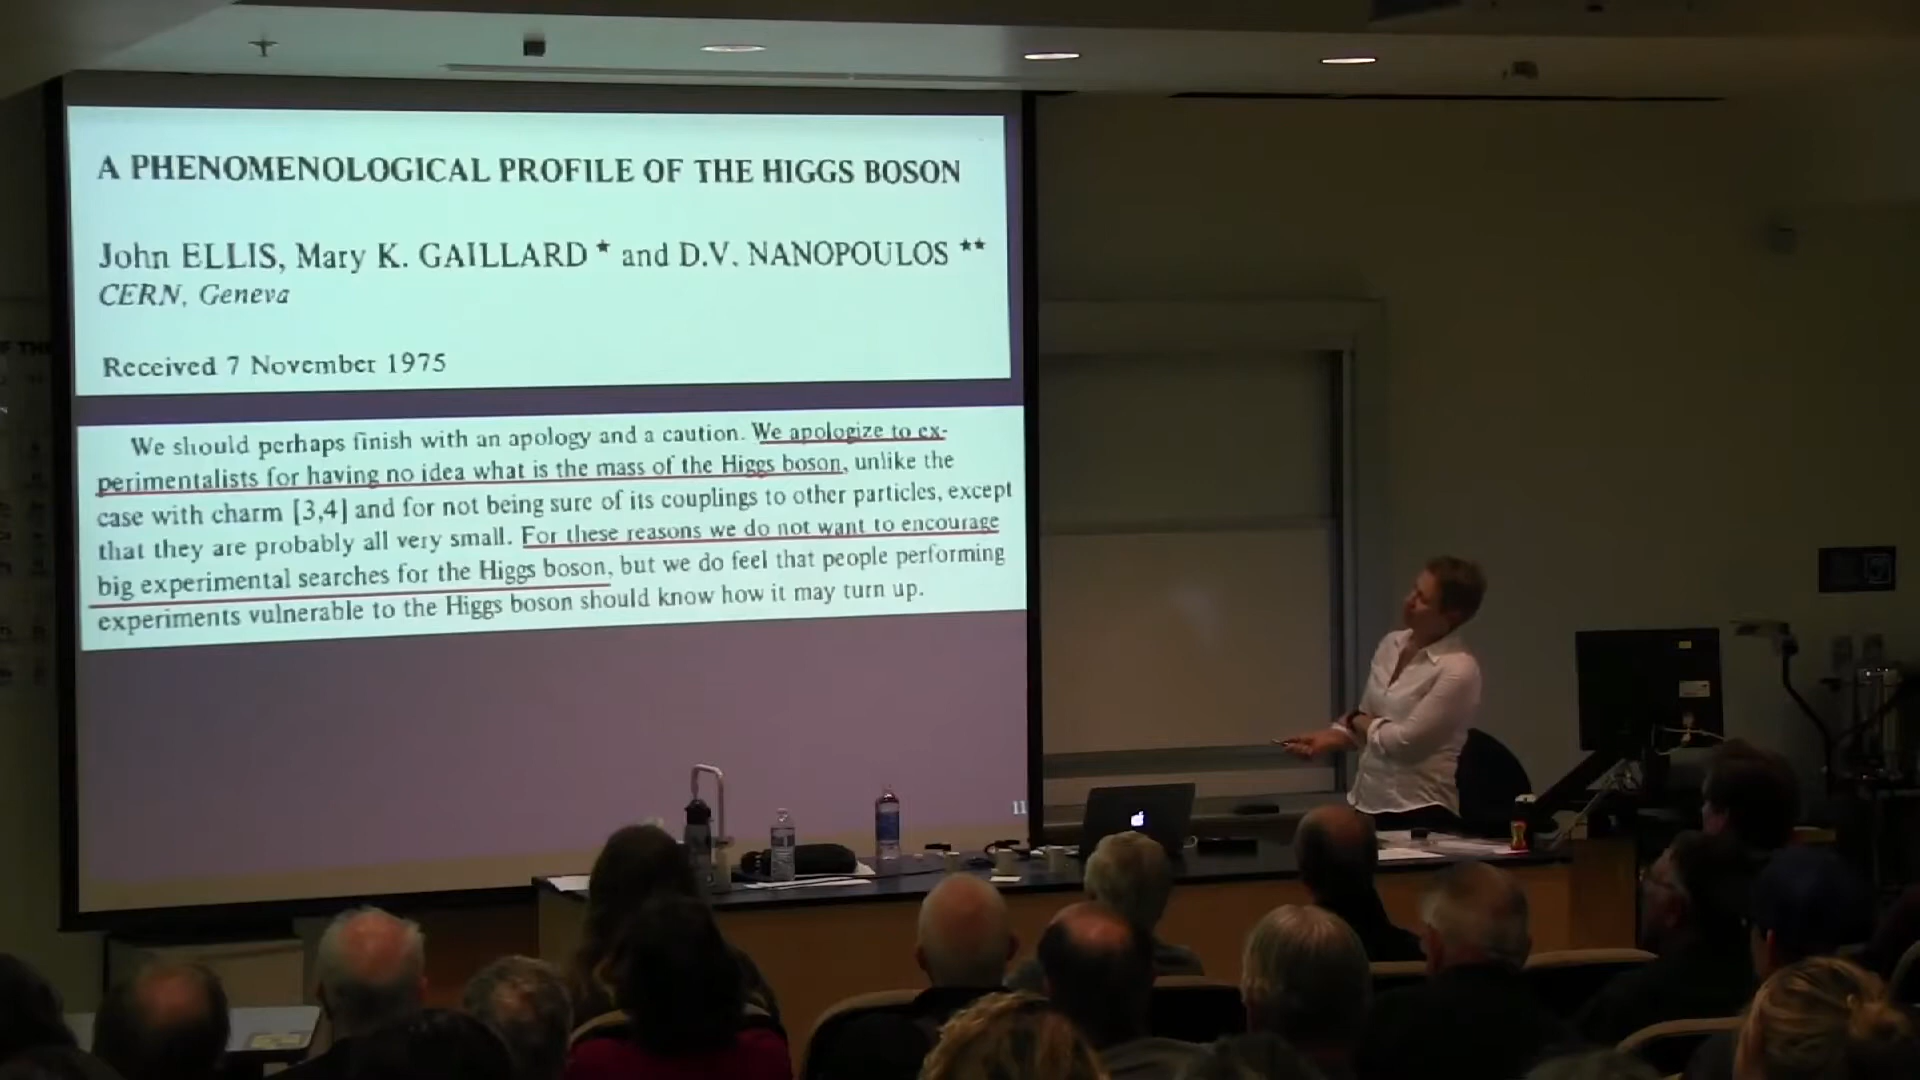 A PHENOMENOLOGICAL PROFILE OF THE HIGGS BOSON
John ELLIS, Mary K. GAILLARD * and D.V. NANOPOULOS **
CERN, Geneva
Received 7 November 1975
We should perhaps finish with an apology and a caution. We apologize to ex-
perimentalists for having no idea what is the mass of the Higgs boson, unlike the
case with charm [3,4] and for not being sure of its couplings to other particles, except
that they are probably all very small. For these reasons we do not want to encourage
big experimental searches for the Higgs boson, but we do feel that people performing
experiments vulnerable to the Higgs boson should know how it may turn up.
11